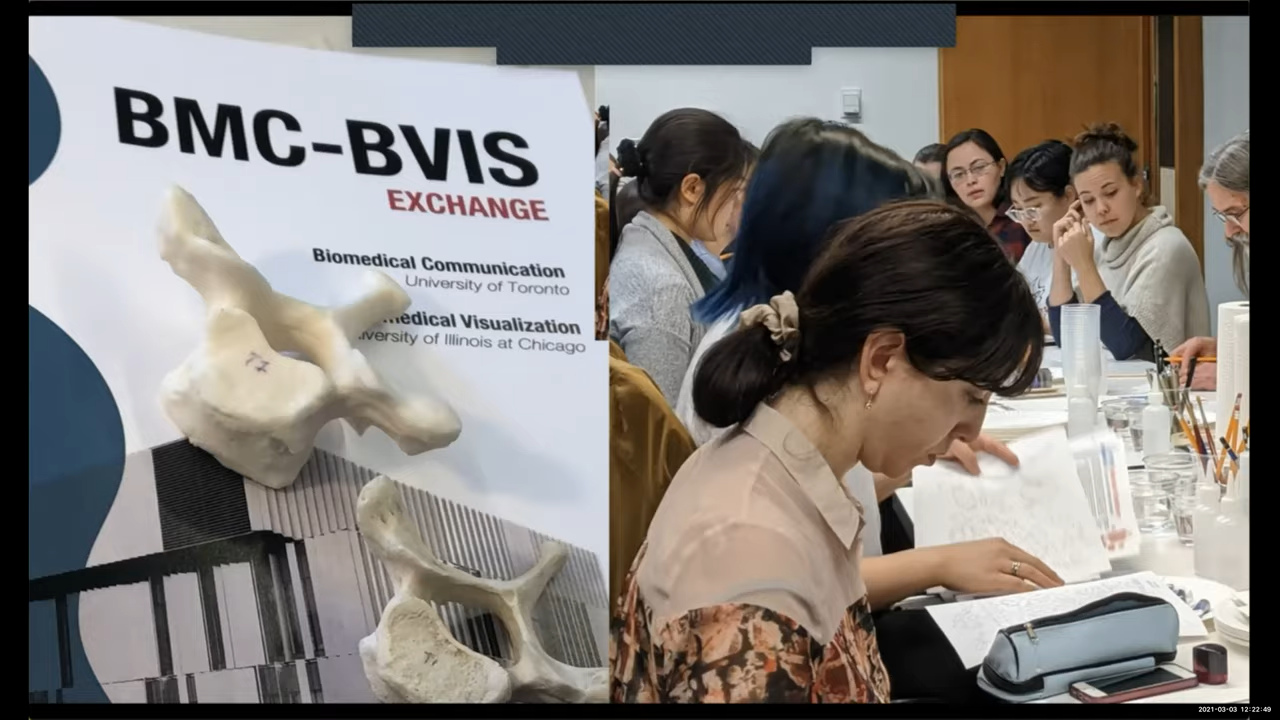 BMC-BVIS
EXCHANGE
Biomedical Communication
University of Toronto
medical Visualization
versity of Illinois at Chicago
2021-03-03 12:22:49